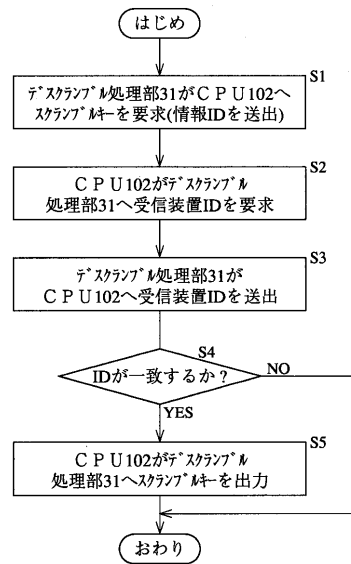 はじめ
S1
ﾃﾞｽｸﾗﾝﾌﾞﾙ処理部31がＣＰＵ102へ
ｽｸﾗﾝﾌﾞﾙｷｰを要求(情報IDを送出)
S2
ＣＰＵ102がﾃﾞｽｸﾗﾝﾌﾞﾙ
処理部31へ受信装置IDを要求
S3
ﾃﾞｽｸﾗﾝﾌﾞﾙ処理部31が
ＣＰＵ102へ受信装置IDを送出
S4
IDが一致するか？
NO
YES
S5
ＣＰＵ102がﾃﾞｽｸﾗﾝﾌﾞﾙ
処理部31へｽｸﾗﾝﾌﾞﾙｷｰを出力
おわり